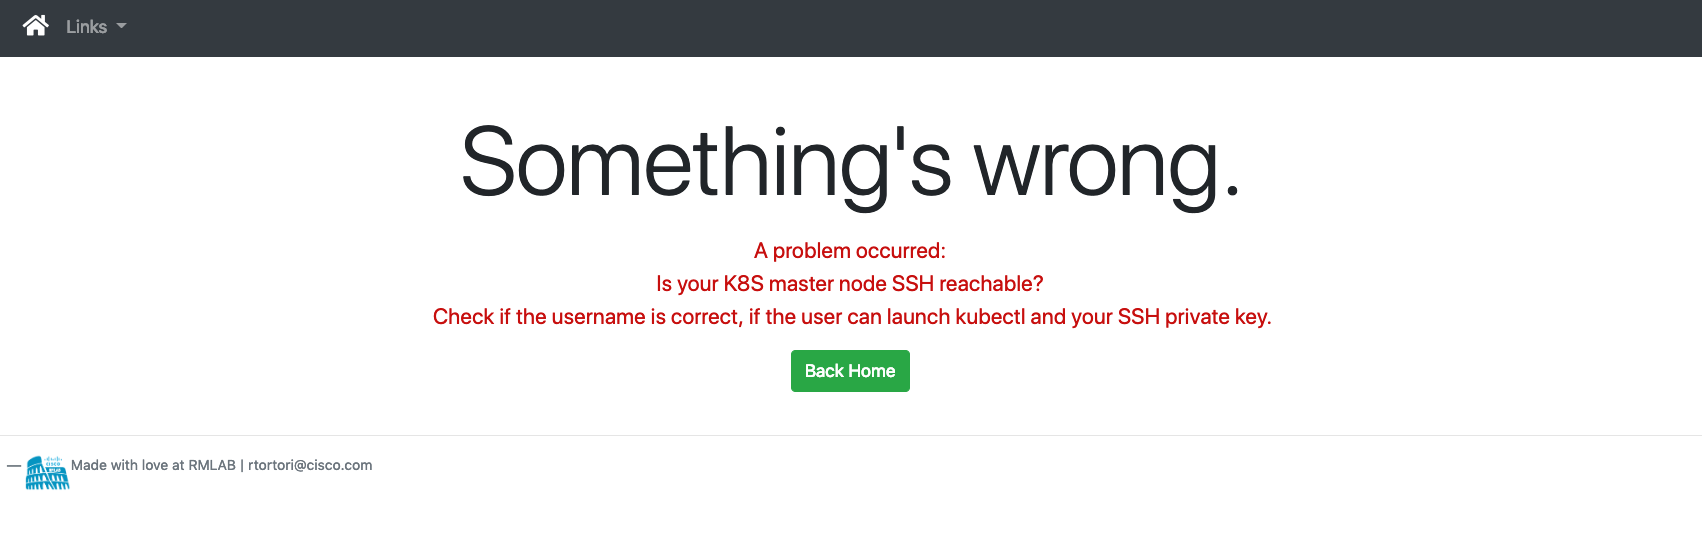 Links
Something's wrong.
A problem occurred:
Is your K8S master node SSH reachable?
Check if the username is correct, if the user can launch kubectl and your SSH private key.
Back Home
— Made with love at RMLAB | rtortori@cisco.com